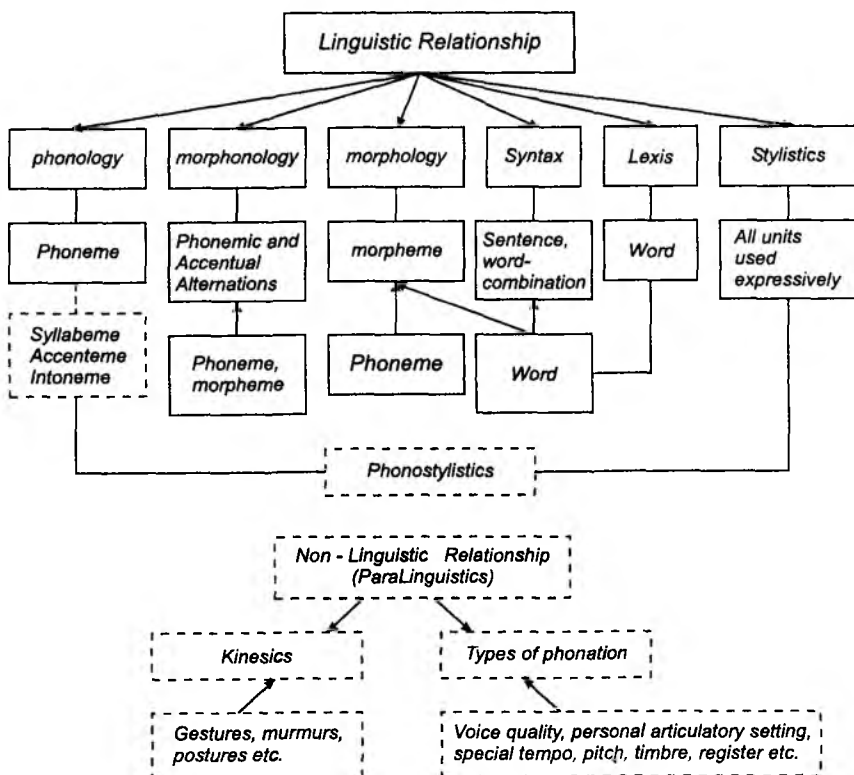 Linguistic Relationship
phonology
morphonology
morphology
Syntax
Lexis
Stylistics
Phoneme
Phonemic and
Accentual
Alternations
morpheme
Sentence,
word-
combination
Word
All units
used
expressively
Syllabeme
Accenteme
Intoneme
Phoneme,
morpheme
Phoneme
Word
Phonostylistics
Non - Linguistic Relationship
(ParaLinguistics)
Kinesics
Types of phonation
Gestures, murmurs,
postures etc.
Voice quality, personal articulatory setting,
special tempo, pitch, timbre, register etc.